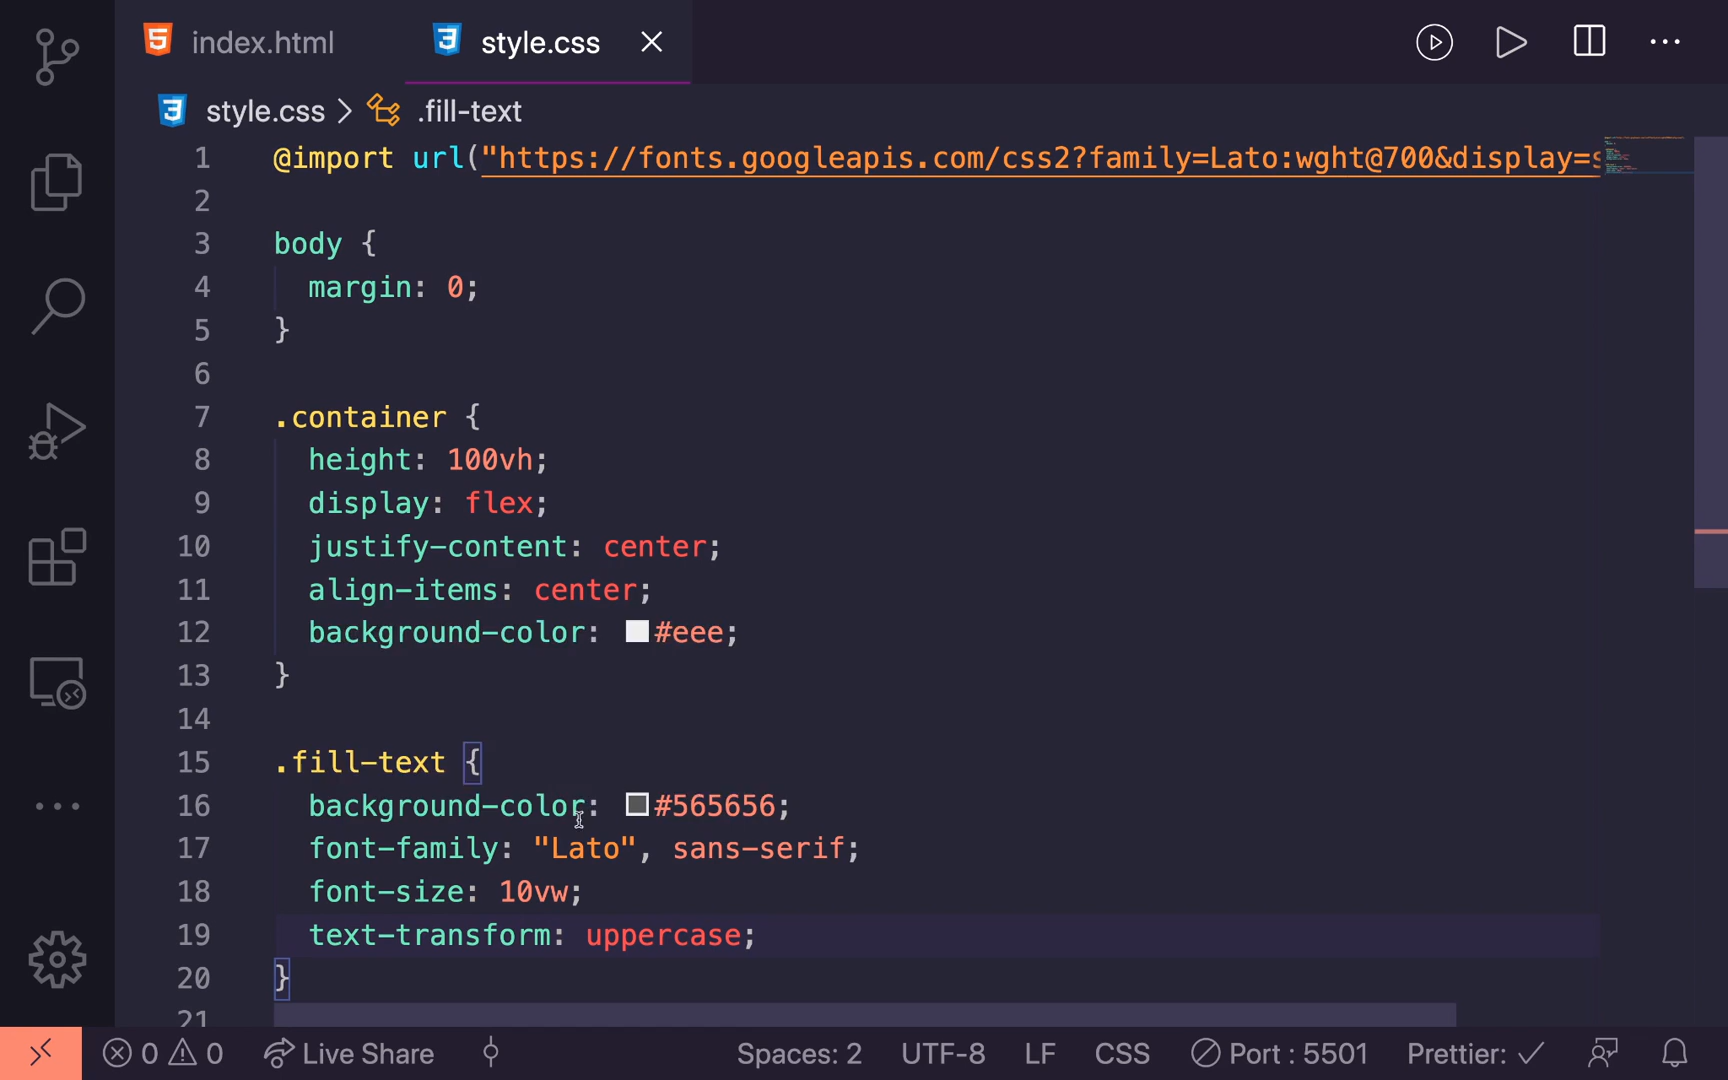 index.html style.css
style.css > .fill-text
1 @import url("https://fonts.googleapis.com/css2?family=Lato:wght@700&display=s
2
3 body {
4 margin: 0;
5 }
6
7 .container {
8 height: 100vh;
9 display: flex;
10 justify-content: center;
11 align-items: center;
12 background-color: #eee;
13 }
14
15 .fill-text {
16 background-color: #565656;
17 font-family: "Lato", sans-serif;
18 font-size: 10vw;
19 text-transform: uppercase;
20 }
21
0 0 Live Share Spaces: 2 UTF-8 LF CSS Port : 5501 Prettier: ✓